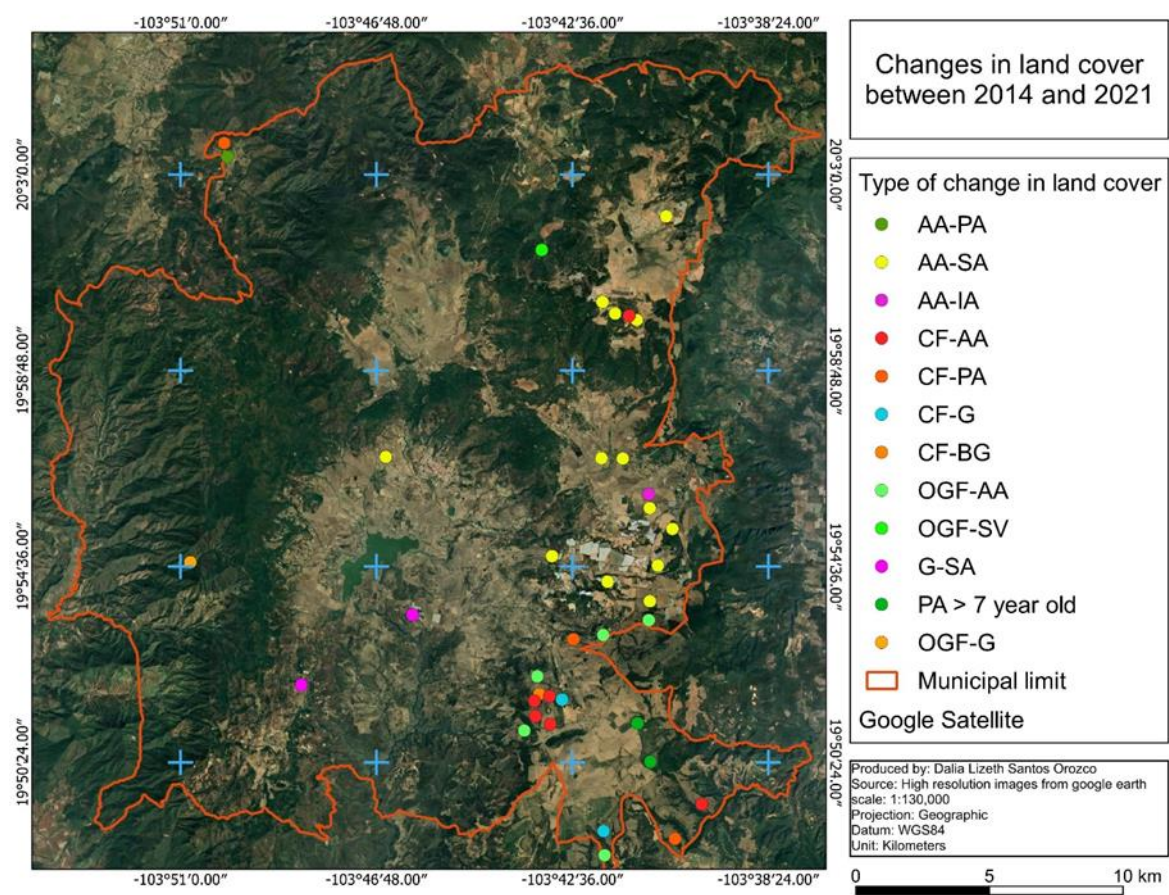 -103°51'0.00"
-103°46'48.00"
-103°42'36.00"
-103°38'24.00"
20°3'0.00"
20°3'0.00"
19°58'48.00"
19°58'48.00"
19°54'36.00"
19°54'36.00"
19°50'24.00"
19°50'24.00"
-103°51'0.00"
-103°46'48.00"
-103°42'36.00"
-103°38'24.00"
Changes in land cover
between 2014 and 2021
Type of change in land cover
AA-PA
AA-SA
AA-IA
CF-AA
CF-PA
CF-G
CF-BG
OGF-AA
OGF-SV
G-SA
PA > 7 year old
OGF-G
Municipal limit
Google Satellite
Produced by: Dalia Lizeth Santos Orozco
Source: High resolution images from google earth
scale: 1:130,000
Projection: Geographic
Datum: WGS84
Unit: Kilometers
0 5 10 km